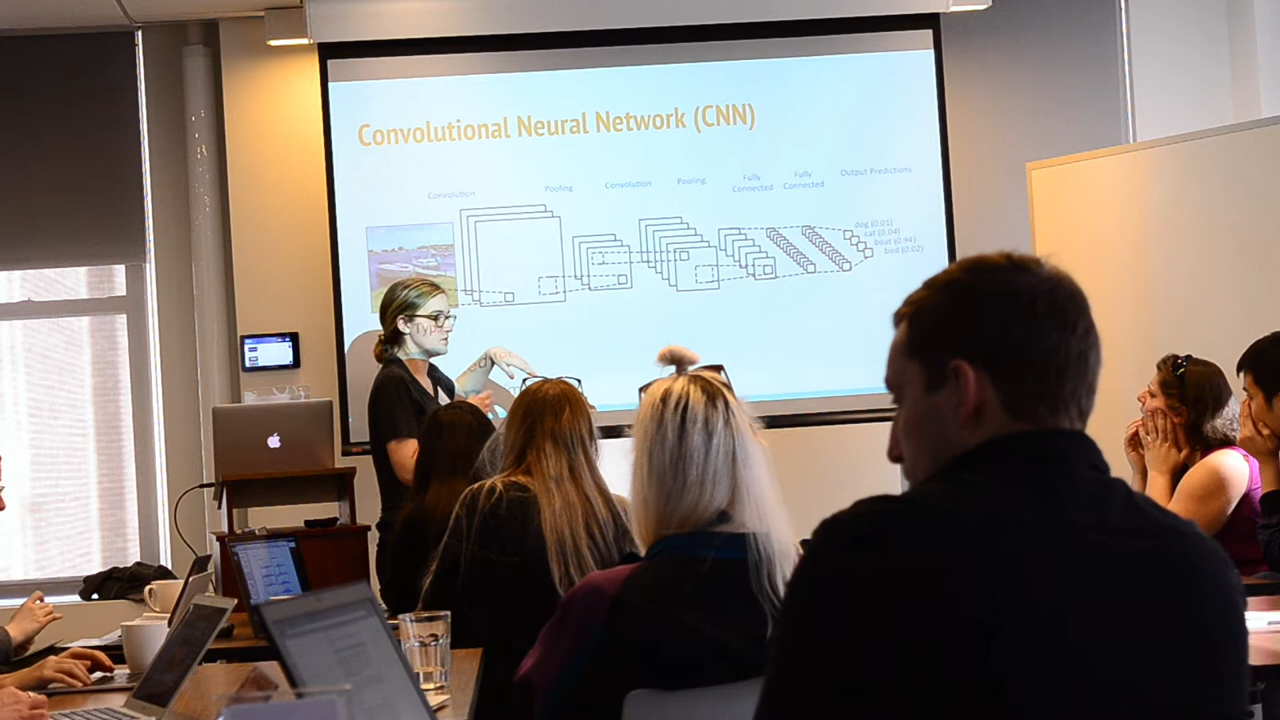 Convolutional Neural Network (CNN)
Convolution
Pooling
Convolution
Pooling
Fully
Connected
Fully
Connected
Output Predictions
dog (0.01)
cat (0.04)
boat (0.94)
bird (0.02)